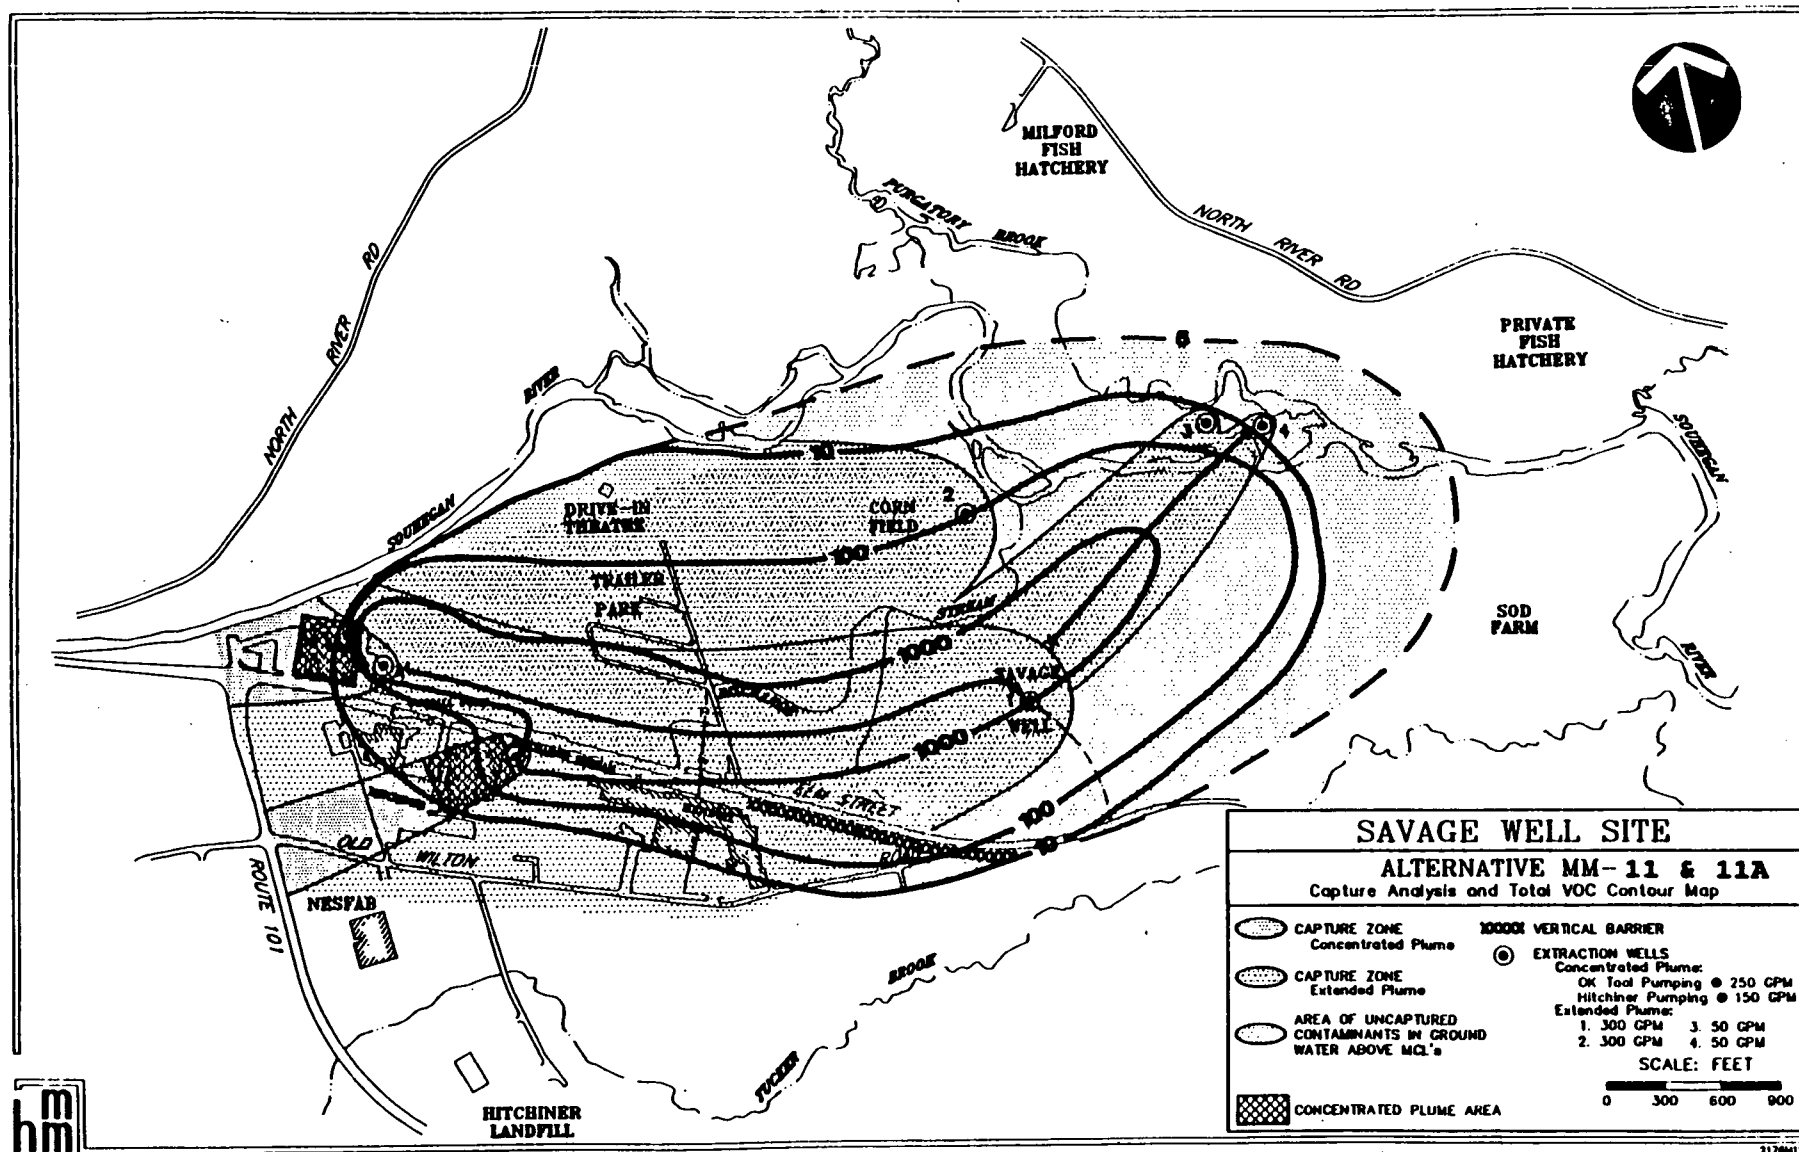 MILFORD
FISH
HATCHERY
PURGATORY
BROOK
NORTH RIVER RD
NORTH RIVER RD
PRIVATE
FISH
HATCHERY
RIVER
SOUHEGAN
SOUHEGAN
RIVER
5
10
3
4
2
DRIVE-IN
THEATRE
CORN
FIELD
100
TRAILER
PARK
STREAM
1000
SOD
FARM
SAVAGE
1
WELL
1000
ELM STREET
100
10
OLD WILTON
ROUTE 101
NESFAB
BROOK
TUCKER
HITCHINER
LANDFILL
SAVAGE WELL SITE
ALTERNATIVE MM-11 & 11A
Capture Analysis and Total VOC Contour Map
CAPTURE ZONE
Concentrated Plume
CAPTURE ZONE
Extended Plume
AREA OF UNCAPTURED
CONTAMINANTS IN GROUND
WATER ABOVE MCL's
CONCENTRATED PLUME AREA
VERTICAL BARRIER
EXTRACTION WELLS
Concentrated Plume:
OK Tool Pumping @ 250 GPM
Hitchiner Pumping @ 150 GPM
Extended Plume:
1. 300 GPM 3. 50 GPM
2. 300 GPM 4. 50 GPM
SCALE: FEET
0 300 600 900
m
hm